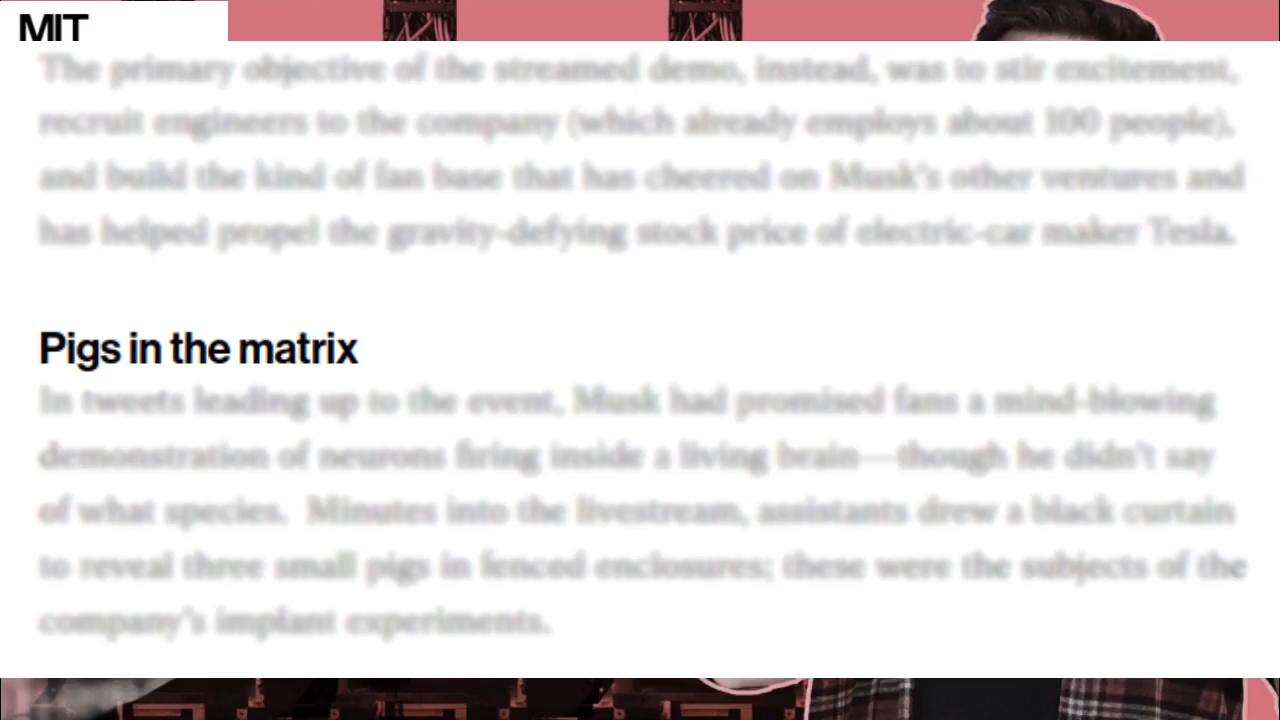 MIT
The primary objective of the streamed demo, instead, was to stir excitement,
recruit engineers to the company (which already employs about 100 people),
and build the kind of fan base that has cheered on Musk's other ventures and
has helped propel the gravity-defying stock price of electric-car maker Tesla.
Pigs in the matrix
In tweets leading up to the event, Musk had promised fans a mind-blowing
demonstration of neurons firing inside a living brain—though he didn't say
of what species. Minutes into the livestream, assistants drew a black curtain
to reveal three small pigs in fenced enclosures; these were the subjects of the
company's implant experiments.